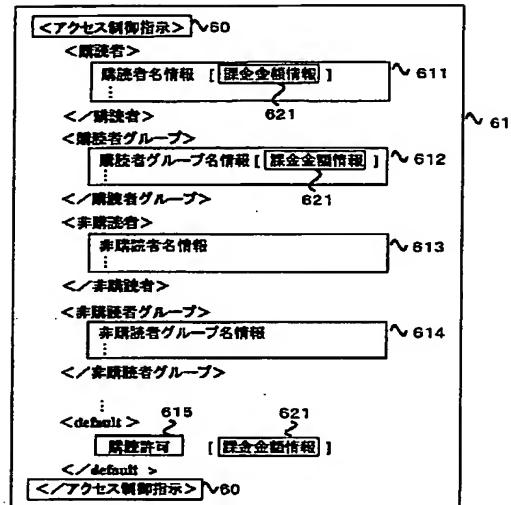 <アクセス制御指示> 60
<購読者>
購読者名情報 [ 課金金額情報 ] 611
⋮
</購読者> 621
61
<購読者グループ>
購読者グループ名情報 [ 課金金額情報 ] 612
⋮
</購読者グループ> 621
<非購読者>
非購読者名情報 613
⋮
</非購読者>
<非購読者グループ>
非購読者グループ名情報 614
⋮
</非購読者グループ>
⋮
<default> 615 621
購読許可 [ 課金金額情報 ]
</default >
</アクセス制御指示> 60